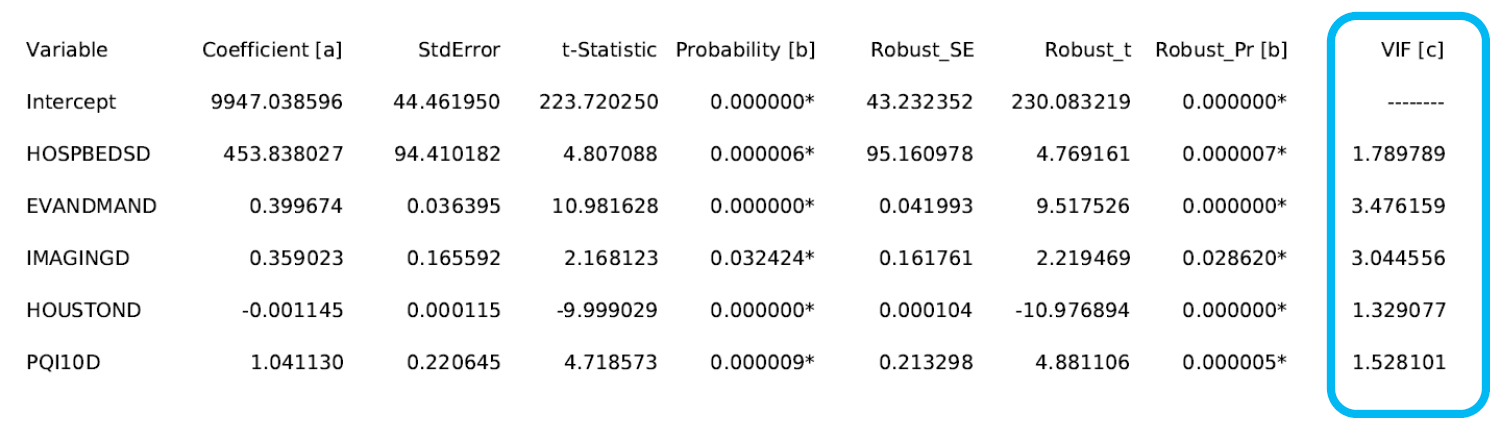 Variable Coefficient [a] StdError t-Statistic Probability [b] Robust_SE Robust_t Robust_Pr [b] VIF [c]
Intercept 9947.038596 44.461950 223.720250 0.000000* 43.232352 230.083219 0.000000* --------
HOSPBEDSD 453.838027 94.410182 4.807088 0.000006* 95.160978 4.769161 0.000007* 1.789789
EVANDMAND 0.399674 0.036395 10.981628 0.000000* 0.041993 9.517526 0.000000* 3.476159
IMAGINGD 0.359023 0.165592 2.168123 0.032424* 0.161761 2.219469 0.028620* 3.044556
HOUSTOND -0.001145 0.000115 -9.999029 0.000000* 0.000104 -10.976894 0.000000* 1.329077
PQI10D 1.041130 0.220645 4.718573 0.000009* 0.213298 4.881106 0.000005* 1.528101